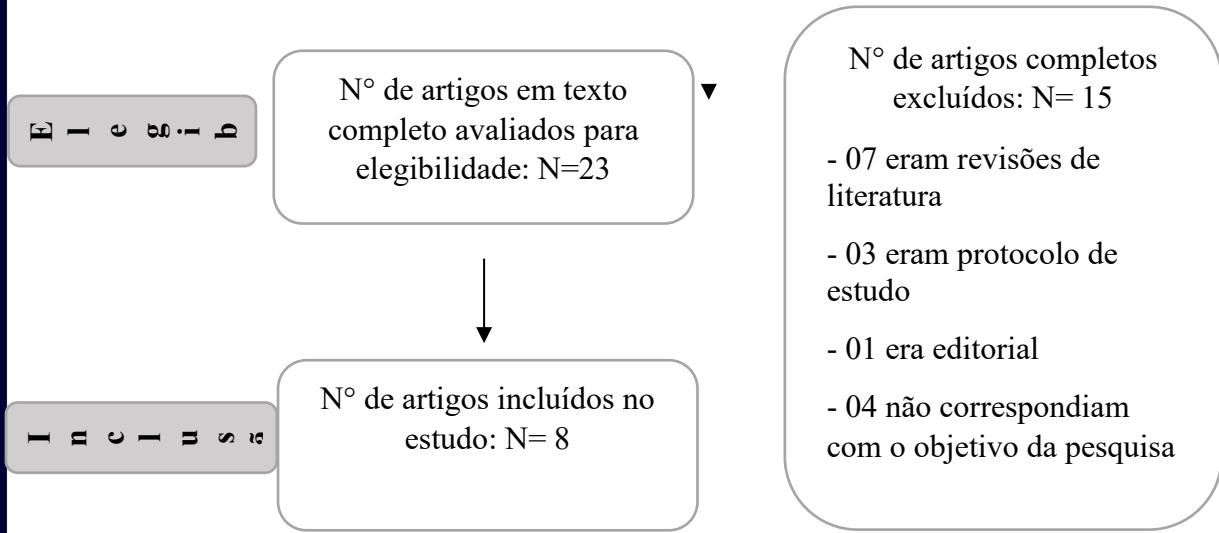 Elegib
N° de artigos em texto
completo avaliados para
elegibilidade: N=23
N° de artigos completos
excluídos: N= 15
- 07 eram revisões de
literatura
- 03 eram protocolo de
estudo
- 01 era editorial
- 04 não correspondiam
com o objetivo da pesquisa
Inclusã
N° de artigos incluídos no
estudo: N= 8